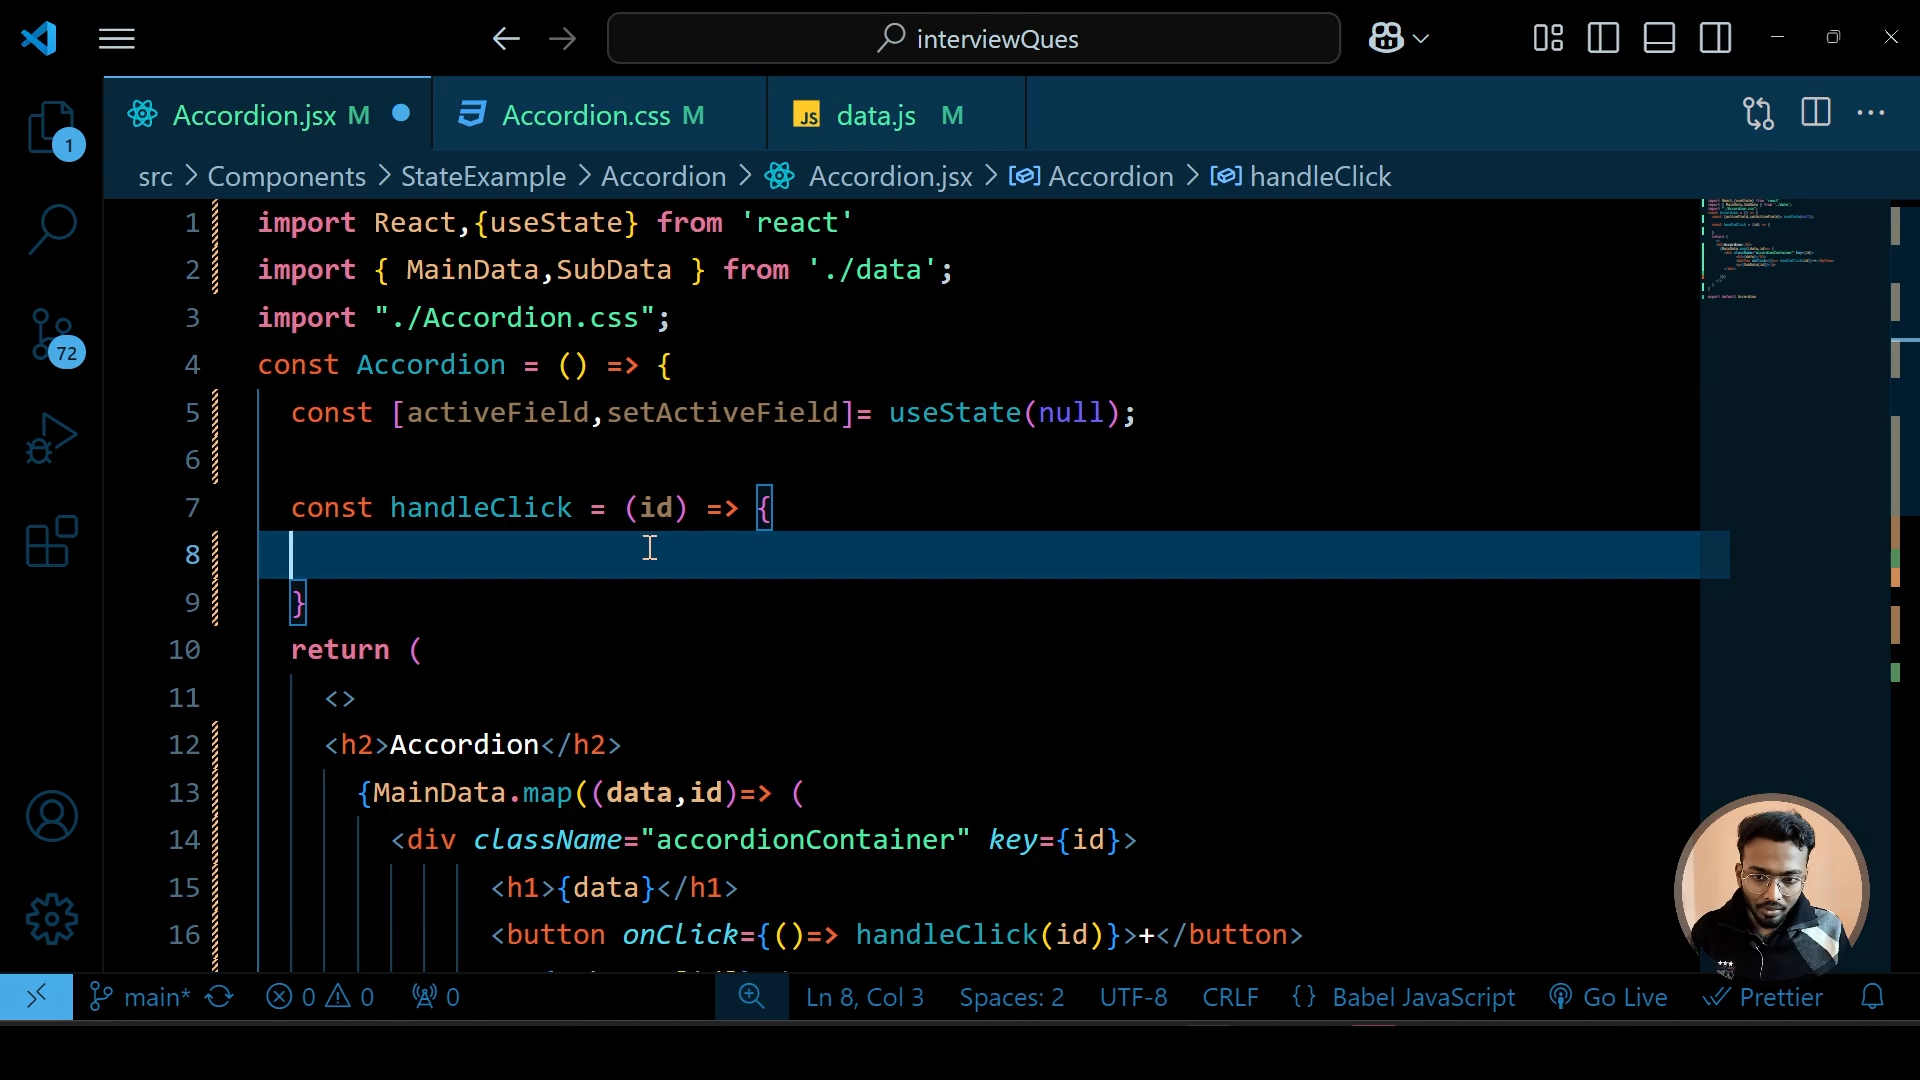 interviewQues
Accordion.jsx M
Accordion.css M
JS data.js M
1
src > Components > StateExample > Accordion > Accordion.jsx > Accordion > handleClick
72
1 import React,{useState} from 'react'
2 import { MainData,SubData } from './data';
3 import "./Accordion.css";
4 const Accordion = () => {
5 const [activeField,setActiveField]= useState(null);
6
7 const handleClick = (id) => {
8
9 }
10 return (
11 <>
12 <h2>Accordion</h2>
13 {MainData.map((data,id)=> (
14 <div className="accordionContainer" key={id}>
15 <h1>{data}</h1>
16 <button onClick={()=> handleClick(id)}>+</button>
main* 0 0 0 Ln 8, Col 3 Spaces: 2 UTF-8 CRLF {} Babel JavaScript Go Live Prettier